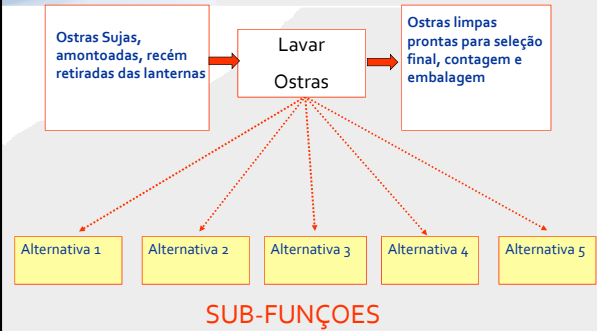 Ostras Sujas,
amontoadas, recém
retiradas das lanternas
Lavar
Ostras
Ostras limpas
prontas para seleção
final, contagem e
embalagem
Alternativa 1
Alternativa 2
Alternativa 3
Alternativa 4
Alternativa 5
SUB-FUNÇOES